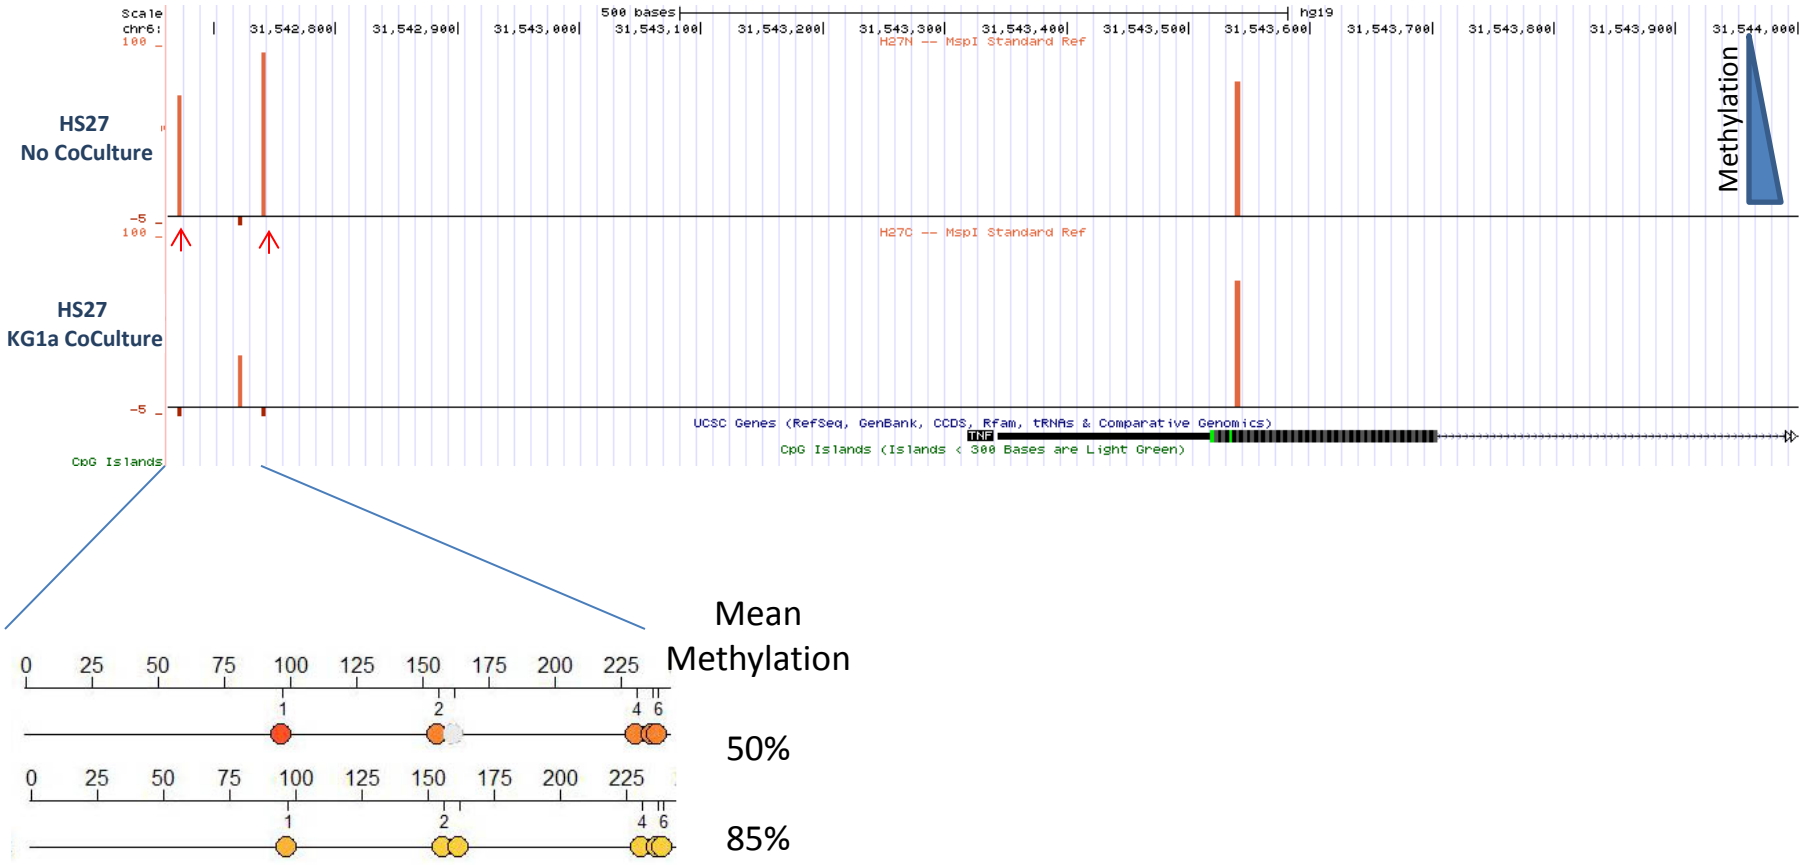 Scale 500 bases hg19
chr6: 31,542,800 31,542,900 31,543,000 31,543,100 31,543,200 31,543,300 31,543,400 31,543,500 31,543,600 31,543,700 31,543,800 31,543,900 31,544,000
100 _ H27N -- MspI Standard Ref
Methylation
HS27
No CoCulture
-5 _
100 _ H27C -- MspI Standard Ref
HS27
KG1a CoCulture
-5 _
UCSC Genes (RefSeq, GenBank, CCDS, Rfam, tRNAs & Comparative Genomics)
TNF
CpG Islands (Islands < 300 Bases are Light Green)
CpG Islands
Mean
Methylation
0 25 50 75 100 125 150 175 200 225
1 2 4 6
50%
0 25 50 75 100 125 150 175 200 225
1 2 4 6
85%